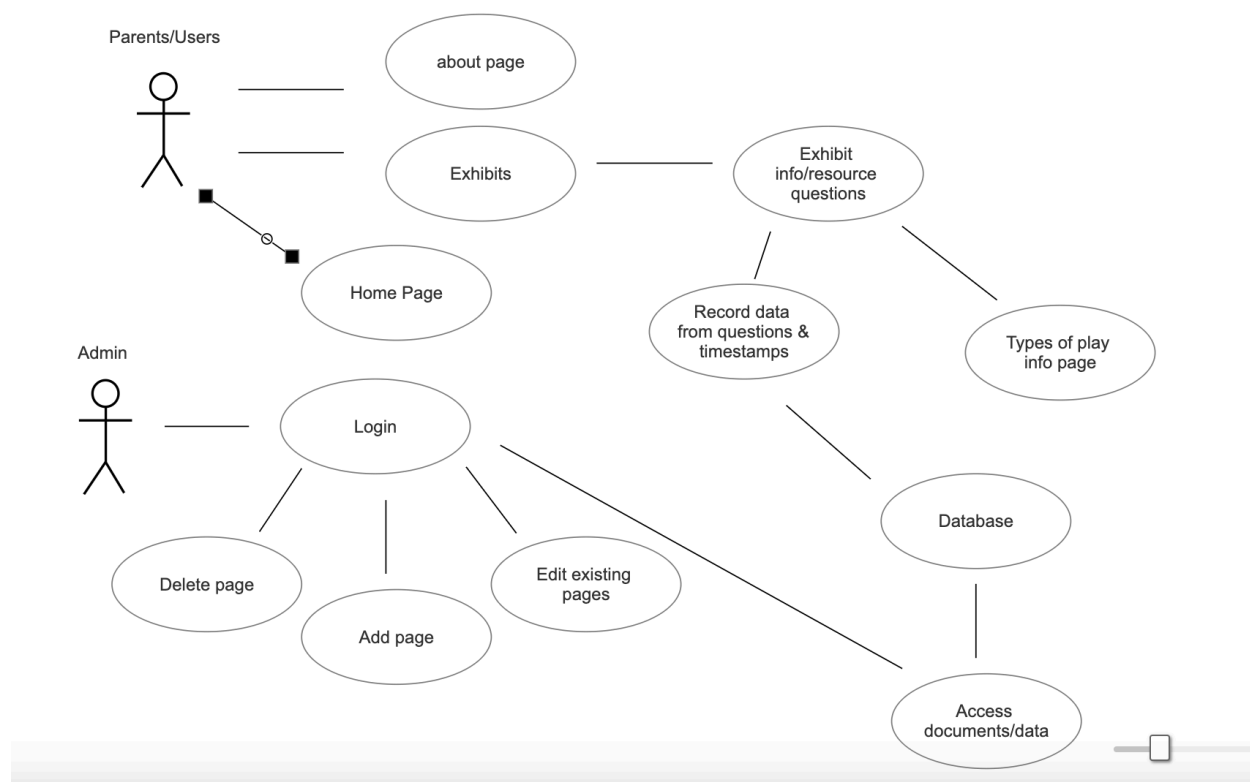 Parents/Users
about page
Exhibits
Exhibit
info/resource
questions
Home Page
Record data
from questions &
timestamps
Types of play
info page
Admin
Login
Database
Delete page
Add page
Edit existing
pages
Access
documents/data